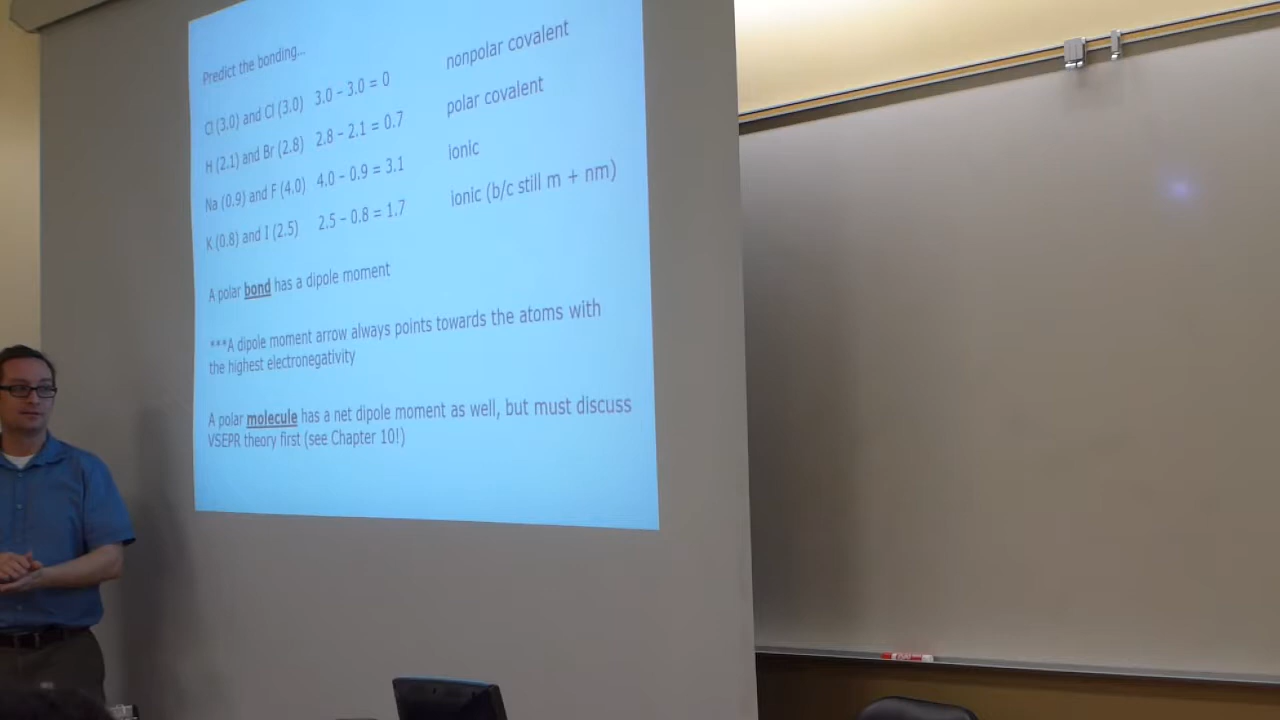 Predict the bonding...
Cl (3.0) and Cl (3.0) 3.0 – 3.0 = 0 nonpolar covalent
H (2.1) and Br (2.8) 2.8 – 2.1 = 0.7 polar covalent
Na (0.9) and F (4.0) 4.0 – 0.9 = 3.1 ionic
K (0.8) and I (2.5) 2.5 – 0.8 = 1.7 ionic (b/c still m + nm)
A polar bond has a dipole moment
***A dipole moment arrow always points towards the atoms with
the highest electronegativity
A polar molecule has a net dipole moment as well, but must discuss
VSEPR theory first (see Chapter 10!)